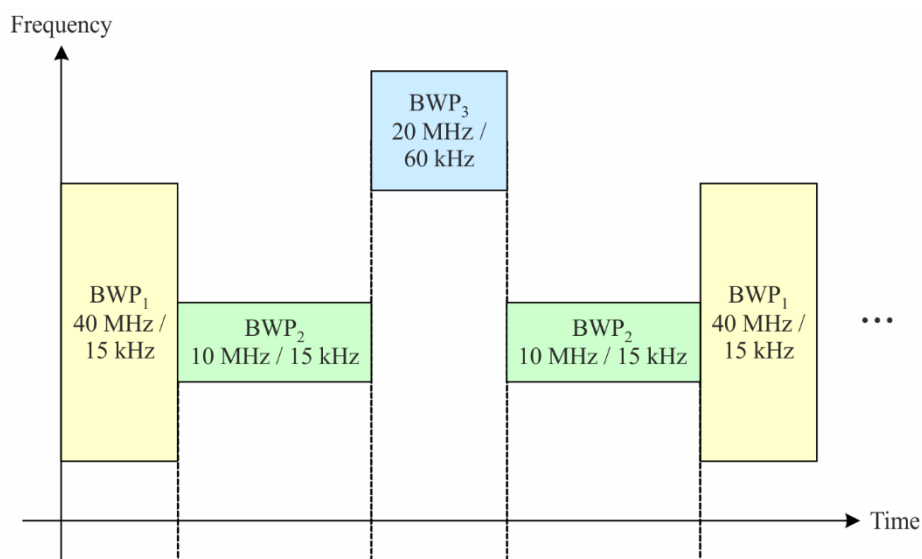 Frequency
BWP₃
20 MHz /
60 kHz
BWP₁
40 MHz /
15 kHz
BWP₂
10 MHz / 15 kHz
BWP₂
10 MHz / 15 kHz
BWP₁
40 MHz /
15 kHz
...
Time